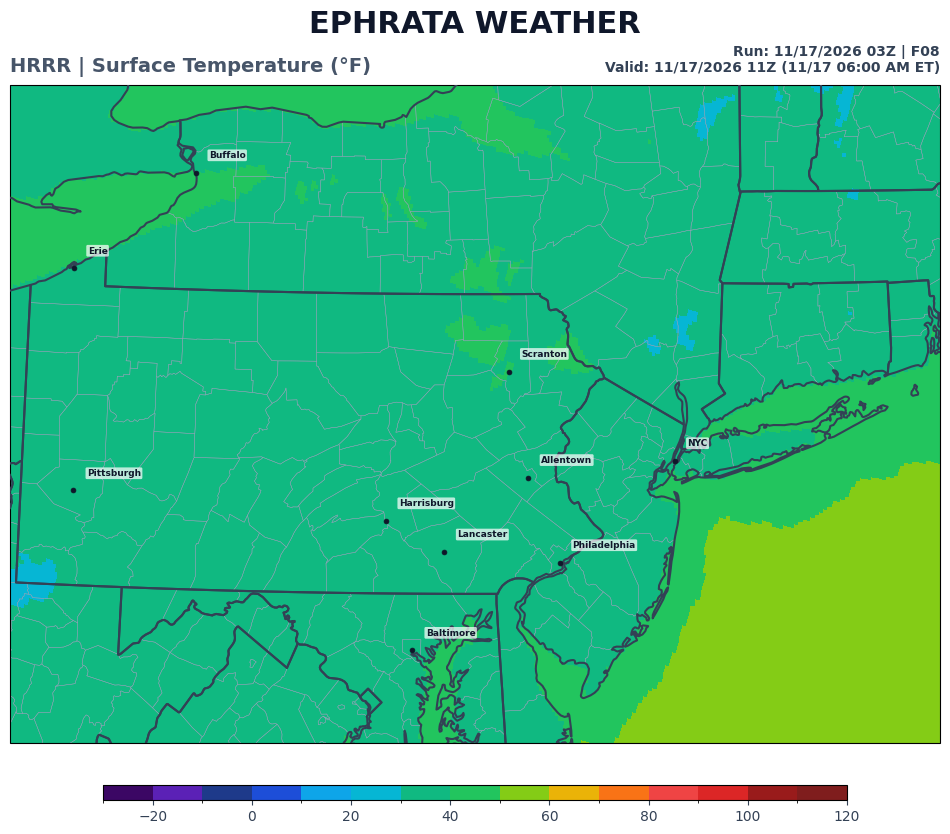 EPHRATA WEATHER
HRRR | Surface Temperature (°F)
Run: 11/17/2026 03Z | F08
Valid: 11/17/2026 11Z (11/17 06:00 AM ET)
Buffalo
Erie
Scranton
NYC
Allentown
Pittsburgh
Harrisburg
Lancaster
Philadelphia
Baltimore
−20 0 20 40 60 80 100 120